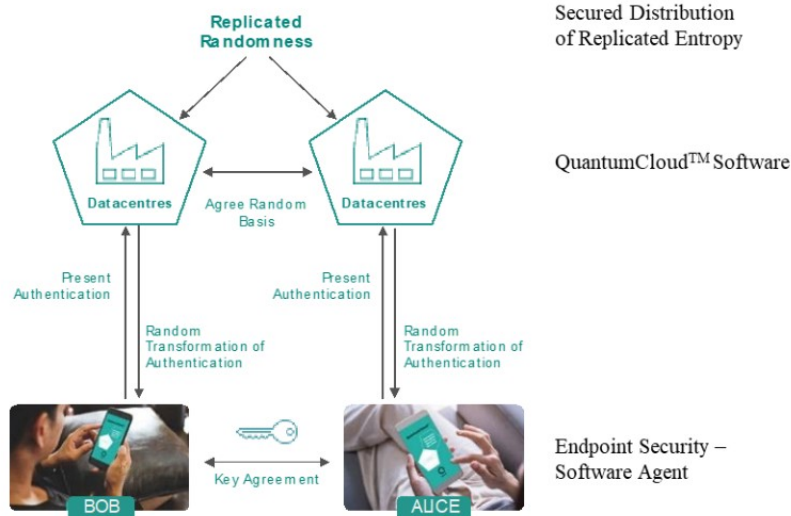 Replicated
Randomness
Secured Distribution
of Replicated Entropy
QuantumCloud™ Software
Datacentres
Datacentres
Agree Random
Basis
Present
Authentication
Present
Authentication
Random
Transformation of
Authentication
Random
Transformation of
Authentication
Key Agreement
BOB
ALICE
Endpoint Security –
Software Agent